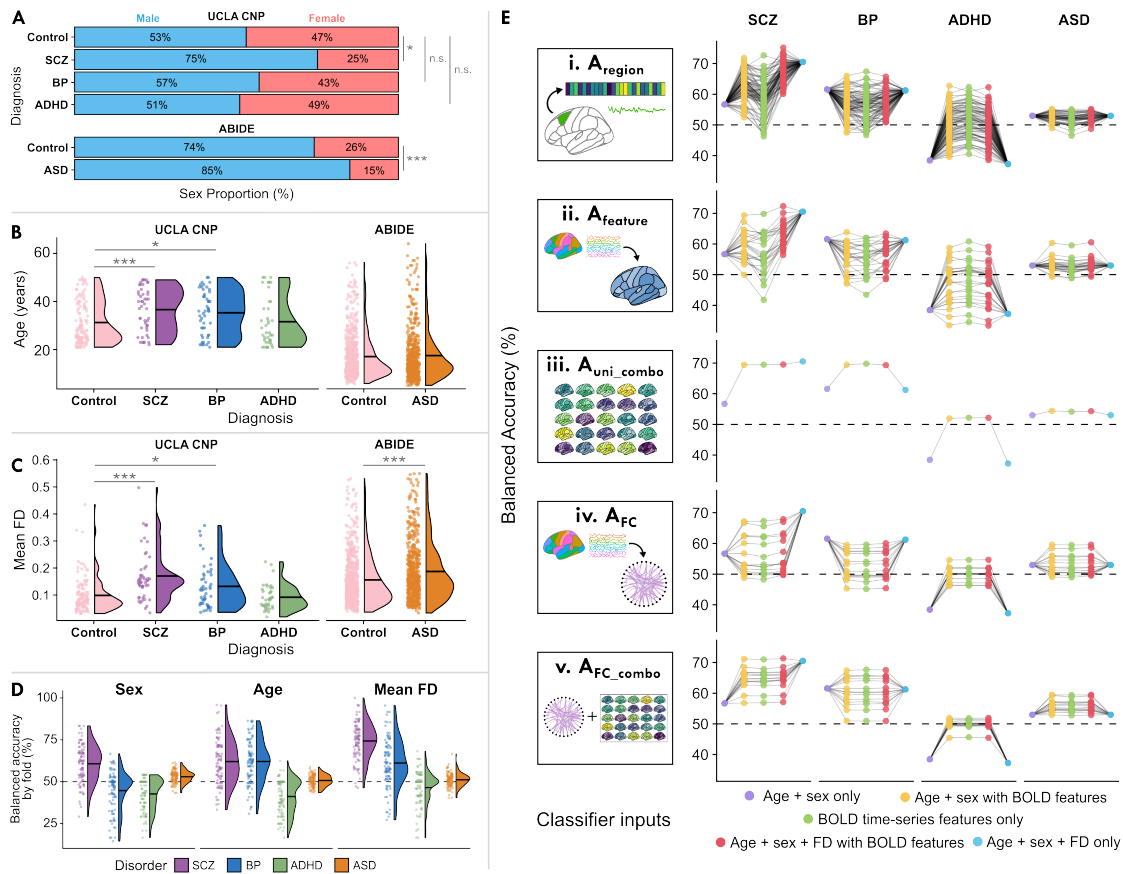 A
UCLA CNP
Male
Female
Diagnosis
Control
53%
47%
SCZ
75%
25%
BP
57%
43%
ADHD
51%
49%
*
n.s.
n.s.
ABIDE
Control
74%
26%
ASD
85%
15%
***
Sex Proportion (%)
B
UCLA CNP
ABIDE
Age (years)
60
40
20
*
***
Control
SCZ
BP
ADHD
Control
ASD
Diagnosis
C
UCLA CNP
ABIDE
Mean FD
0.6
0.5
0.4
0.3
0.2
0.1
*
***
***
Control
SCZ
BP
ADHD
Control
ASD
Diagnosis
D
Sex
Age
Mean FD
Balanced accuracy
by fold (%)
100
75
50
25
Disorder
SCZ
BP
ADHD
ASD
E
SCZ
BP
ADHD
ASD
Balanced Accuracy (%)
i. Aregion
70
60
50
40
ii. Afeature
70
60
50
40
iii. Auni_combo
70
60
50
40
iv. AFC
70
60
50
40
v. AFC_combo
+
70
60
50
40
Classifier inputs
Age + sex only
Age + sex with BOLD features
BOLD time-series features only
Age + sex + FD with BOLD features
Age + sex + FD only